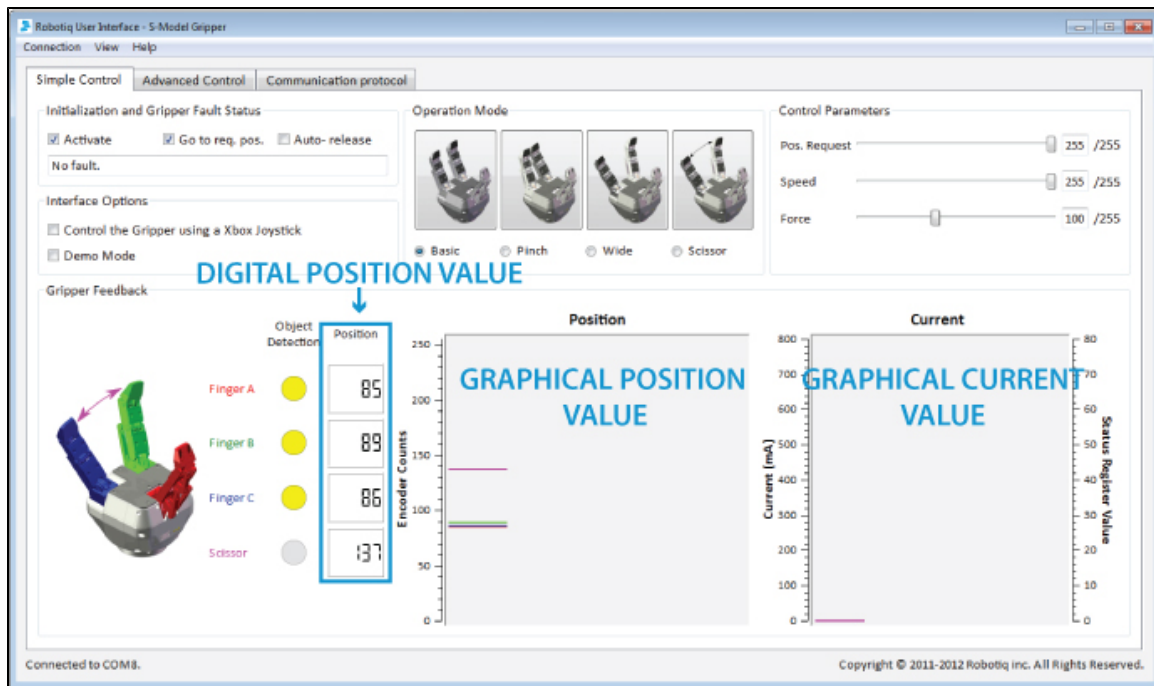 Robotiq User Interface - S-Model Gripper
Connection View Help
Simple Control Advanced Control Communication protocol
Initialization and Gripper Fault Status
Activate Go to req. pos. Auto- release
No fault.
Interface Options
Control the Gripper using a Xbox Joystick
Demo Mode
Operation Mode
Basic Pinch Wide Scissor
Control Parameters
Pos. Request 255 /255
Speed 255 /255
Force 100 /255
DIGITAL POSITION VALUE
Gripper Feedback
Object
Detection
Position
Finger A 85
Finger B 89
Finger C 86
Scissor 137
Position
250
200
150
100
50
0
Encoder Counts
GRAPHICAL POSITION
VALUE
Current
800
700
600
500
400
300
200
100
0
Current (mA)
GRAPHICAL CURRENT
VALUE
80
70
60
50
40
30
20
10
0
Status Register Value
Connected to COM8.
Copyright © 2011-2012 Robotiq inc. All Rights Reserved.